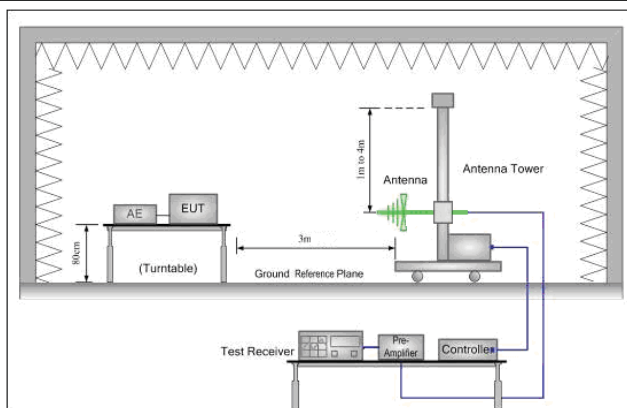 1m to 4m
Antenna
Antenna Tower
AE
EUT
80cm
3m
(Turntable)
Ground Reference Plane
Test Receiver
Pre-
Amplifier
Controller